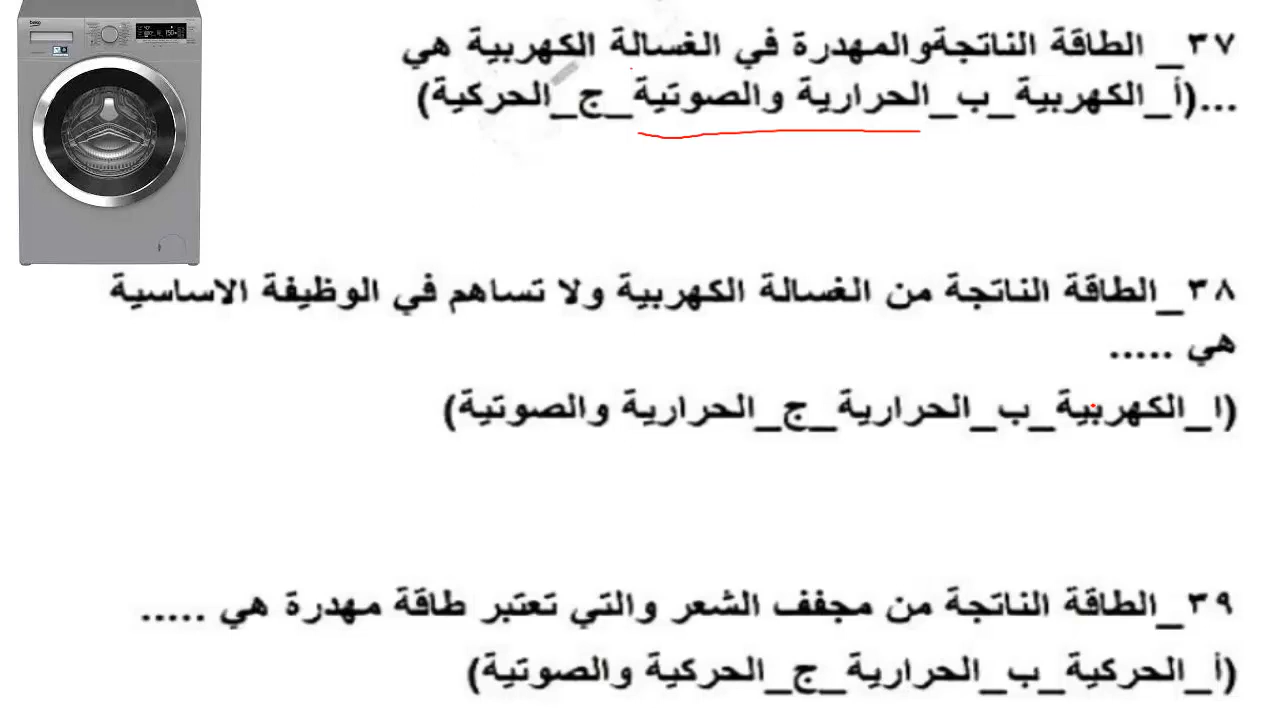 beko
٣٧_ الطاقة الناتجةوالمهدرة في الغسالة الكهربية هي
...(أ_الكهربية_ب_الحرارية والصوتية_ج_الحركية)
٣٨_الطاقة الناتجة من الغسالة الكهربية ولا تساهم في الوظيفة الاساسية
هي .....
(ا_الكهربية_ب_الحرارية_ج_الحرارية والصوتية)
٣٩_الطاقة الناتجة من مجفف الشعر والتي تعتبر طاقة مهدرة هي .....
(أ_الحركية_ب_الحرارية_ج_الحركية والصوتية)